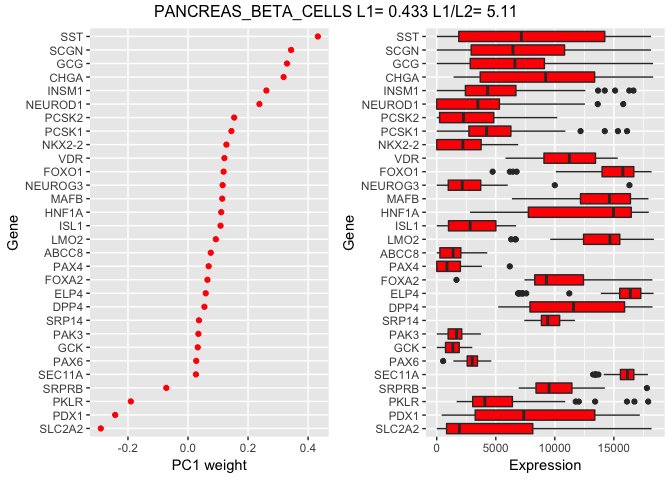 PANCREAS_BETA_CELLS L1= 0.433 L1/L2= 5.11
Gene
SST
SCGN
GCG
CHGA
INSM1
NEUROD1
PCSK2
PCSK1
NKX2-2
VDR
FOXO1
NEUROG3
MAFB
HNF1A
ISL1
LMO2
ABCC8
PAX4
FOXA2
ELP4
DPP4
SRP14
PAK3
GCK
PAX6
SEC11A
SRPRB
PKLR
PDX1
SLC2A2
-0.2 0.0 0.2 0.4
PC1 weight
Gene
SST
SCGN
GCG
CHGA
INSM1
NEUROD1
PCSK2
PCSK1
NKX2-2
VDR
FOXO1
NEUROG3
MAFB
HNF1A
ISL1
LMO2
ABCC8
PAX4
FOXA2
ELP4
DPP4
SRP14
PAK3
GCK
PAX6
SEC11A
SRPRB
PKLR
PDX1
SLC2A2
0 5000 10000 15000
Expression